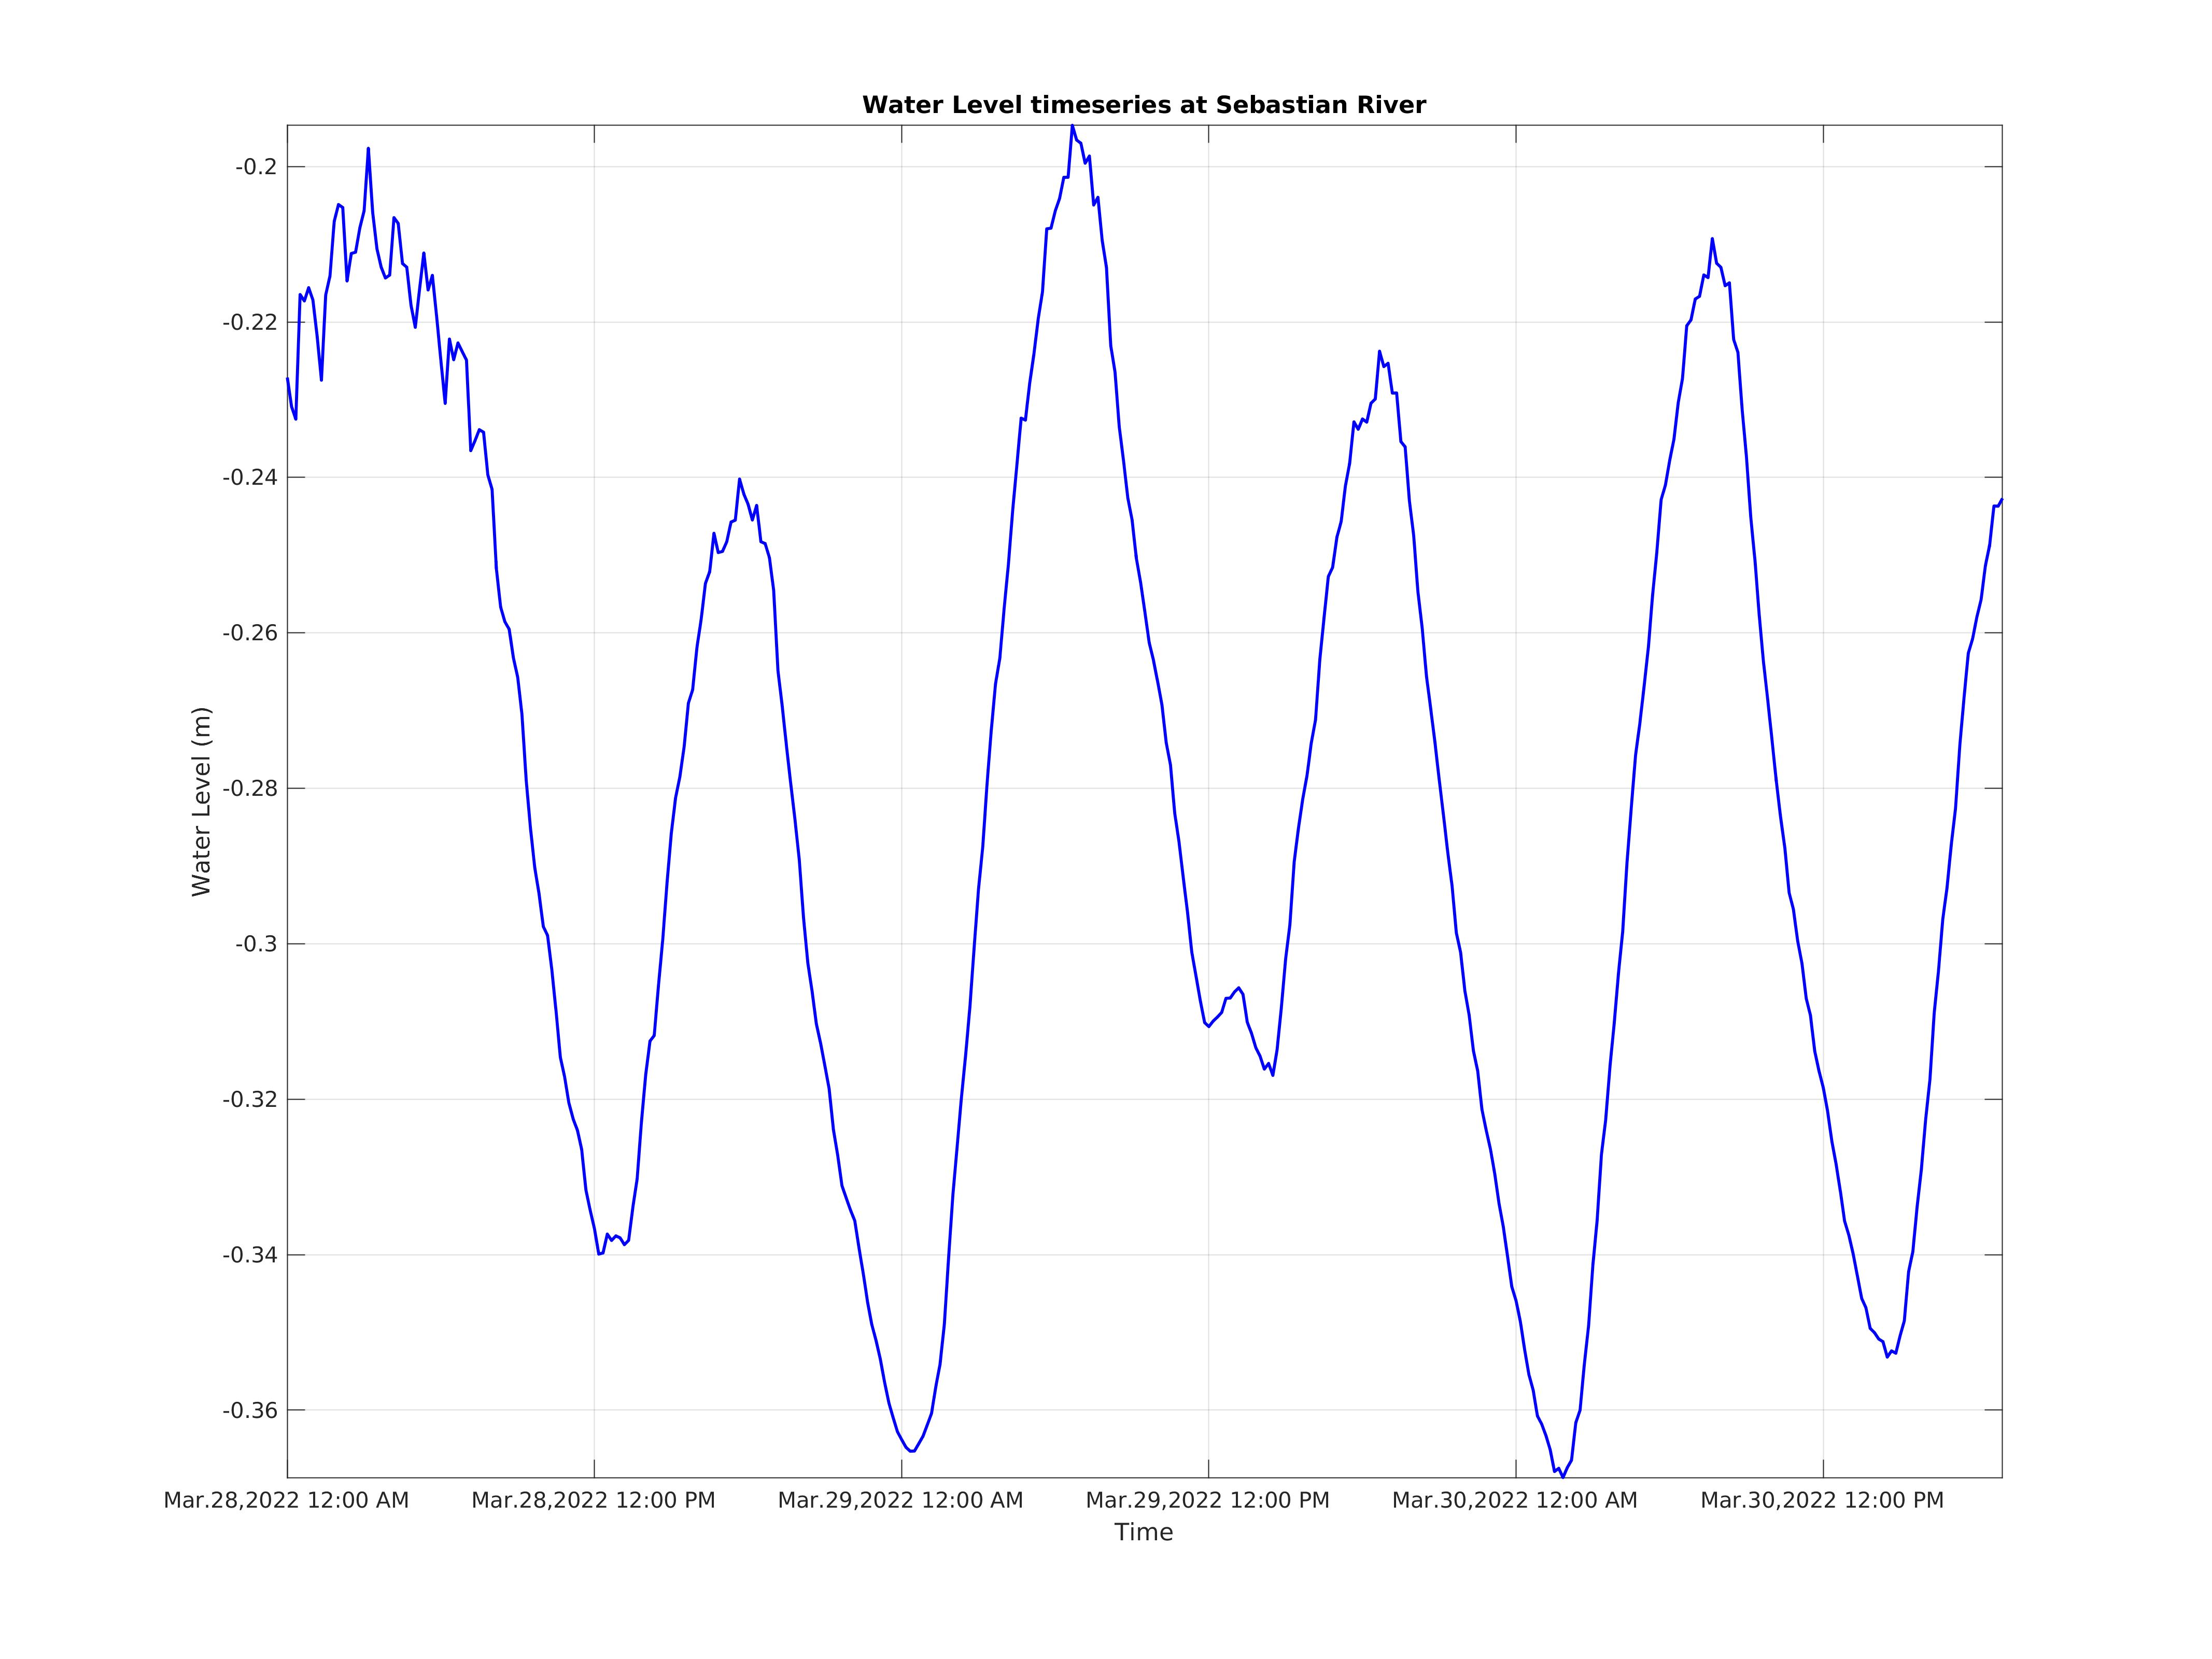 Water Level timeseries at Sebastian River
-0.2
-0.22
-0.24
-0.26
-0.28
-0.3
-0.32
-0.34
-0.36
Water Level (m)
Mar.28,2022 12:00 AM Mar.28,2022 12:00 PM Mar.29,2022 12:00 AM Mar.29,2022 12:00 PM Mar.30,2022 12:00 AM Mar.30,2022 12:00 PM
Time